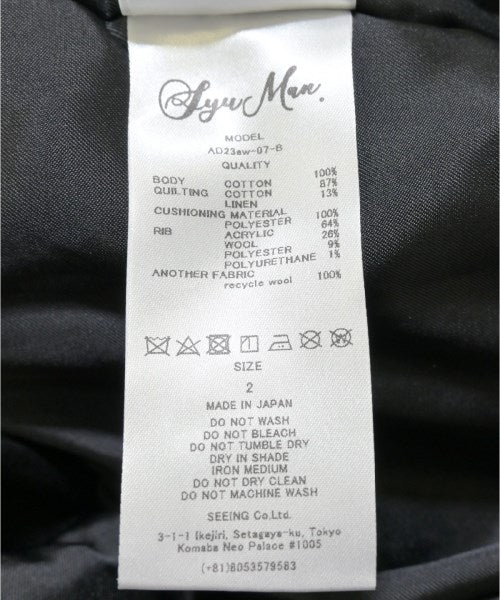 Syu Man.
MODEL
AD23aw-07-B
QUALITY
BODY COTTON 100%
QUILTING COTTON 87%
LINEN 13%
CUSHIONING MATERIAL
POLYESTER 100%
RIB ACRYLIC 64%
WOOL 26%
POLYESTER 9%
POLYURETHANE 1%
ANOTHER FABRIC
recycle wool 100%
SIZE
2
MADE IN JAPAN
DO NOT WASH
DO NOT BLEACH
DO NOT TUMBLE DRY
DRY IN SHADE
IRON MEDIUM
DO NOT DRY CLEAN
DO NOT MACHINE WASH
SEEING Co.Ltd.
3-1-1 Ikejiri, Setagaya-ku, Tokyo
Komaba Neo Palace #1005
(+81)8053579583